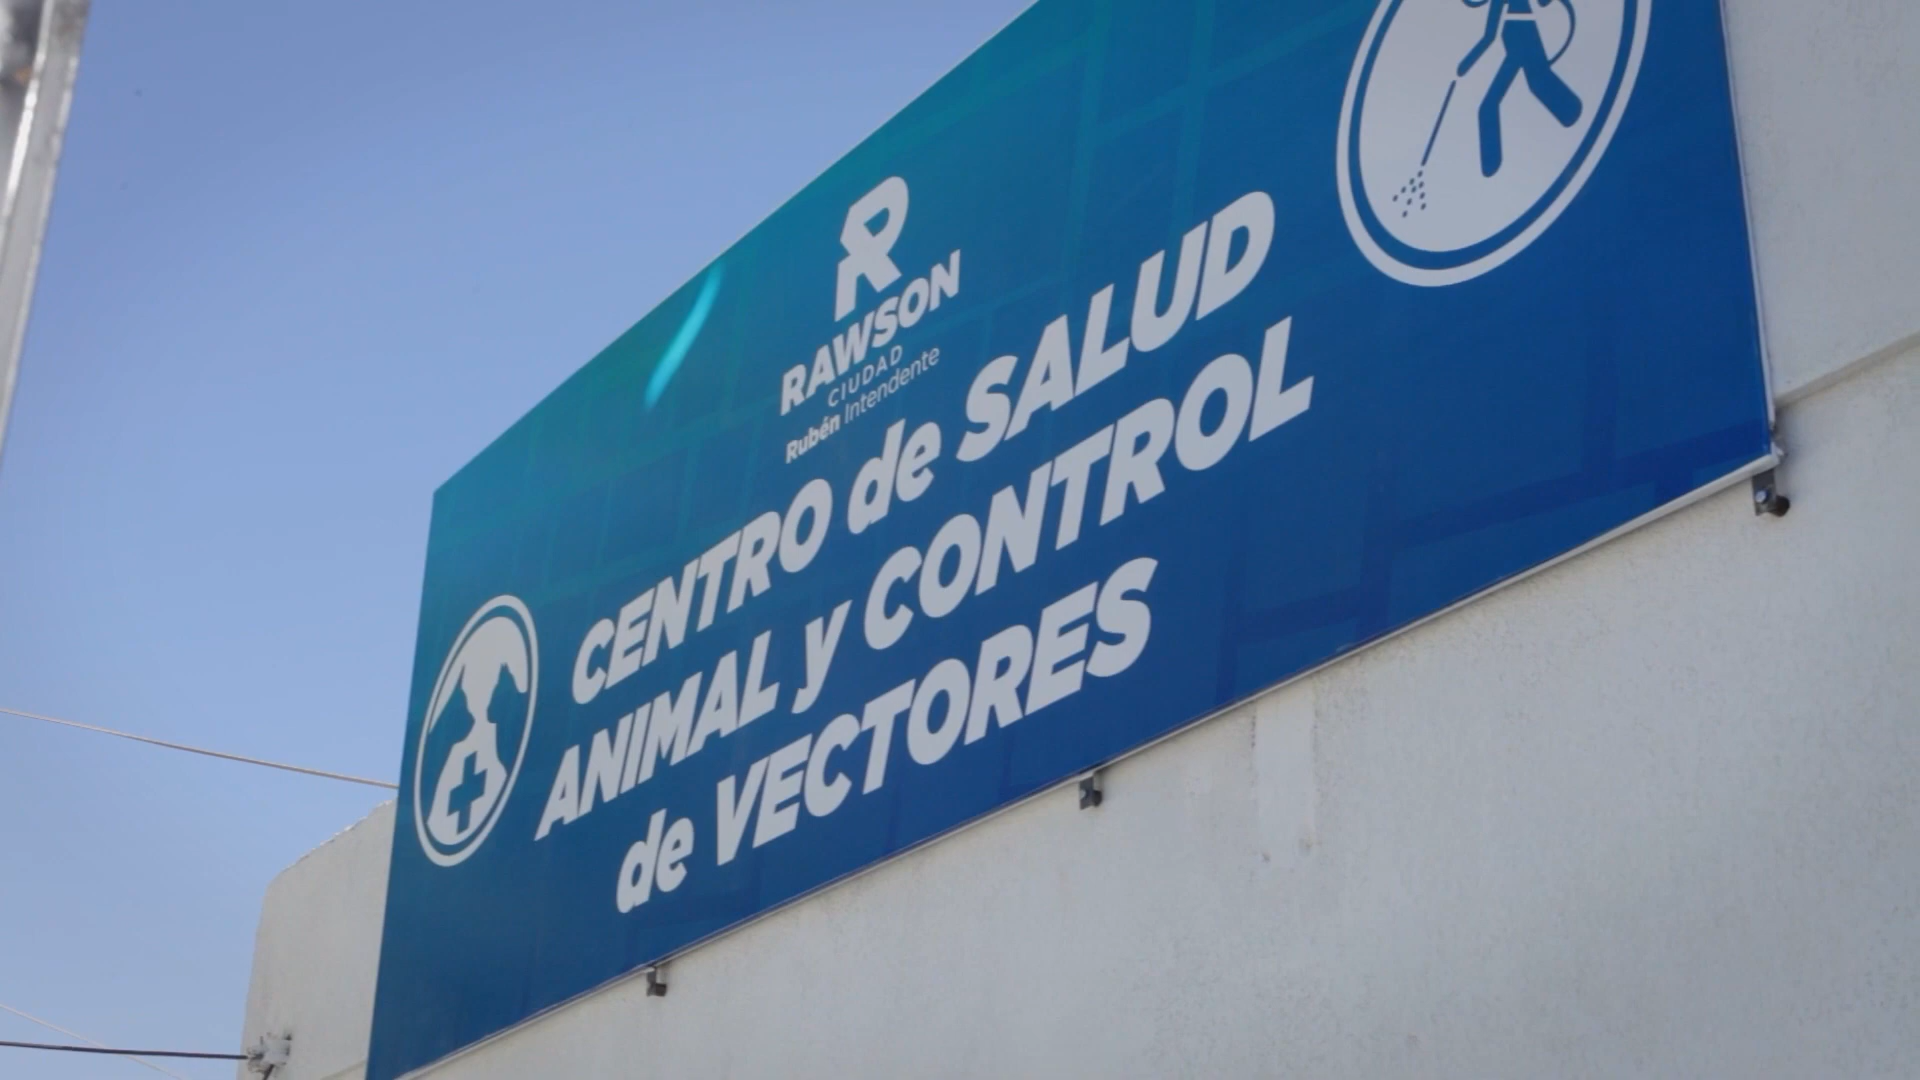 RAWSON
CIUDAD
Rubén Intendente
CENTRO de SALUD
ANIMAL y CONTROL
de VECTORES